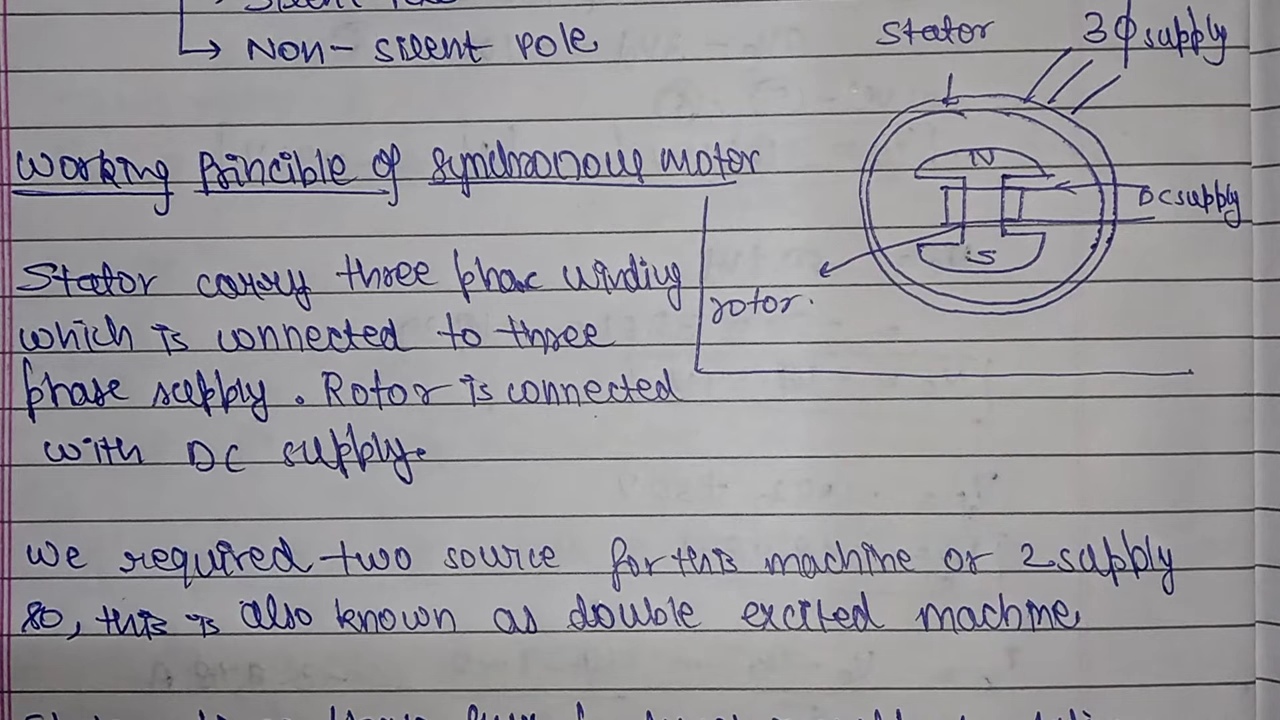 ↳ Non-silent pole
Stator
3ϕ supply
Working Princible of Synchronous motor
N
DC supply
S
rotor.
Stator carry three phase winding
which is connected to three
phase supply. Rotor is connected
with DC supply.
We required two source for this machine or 2 supply
so, this is also known as double excited machine